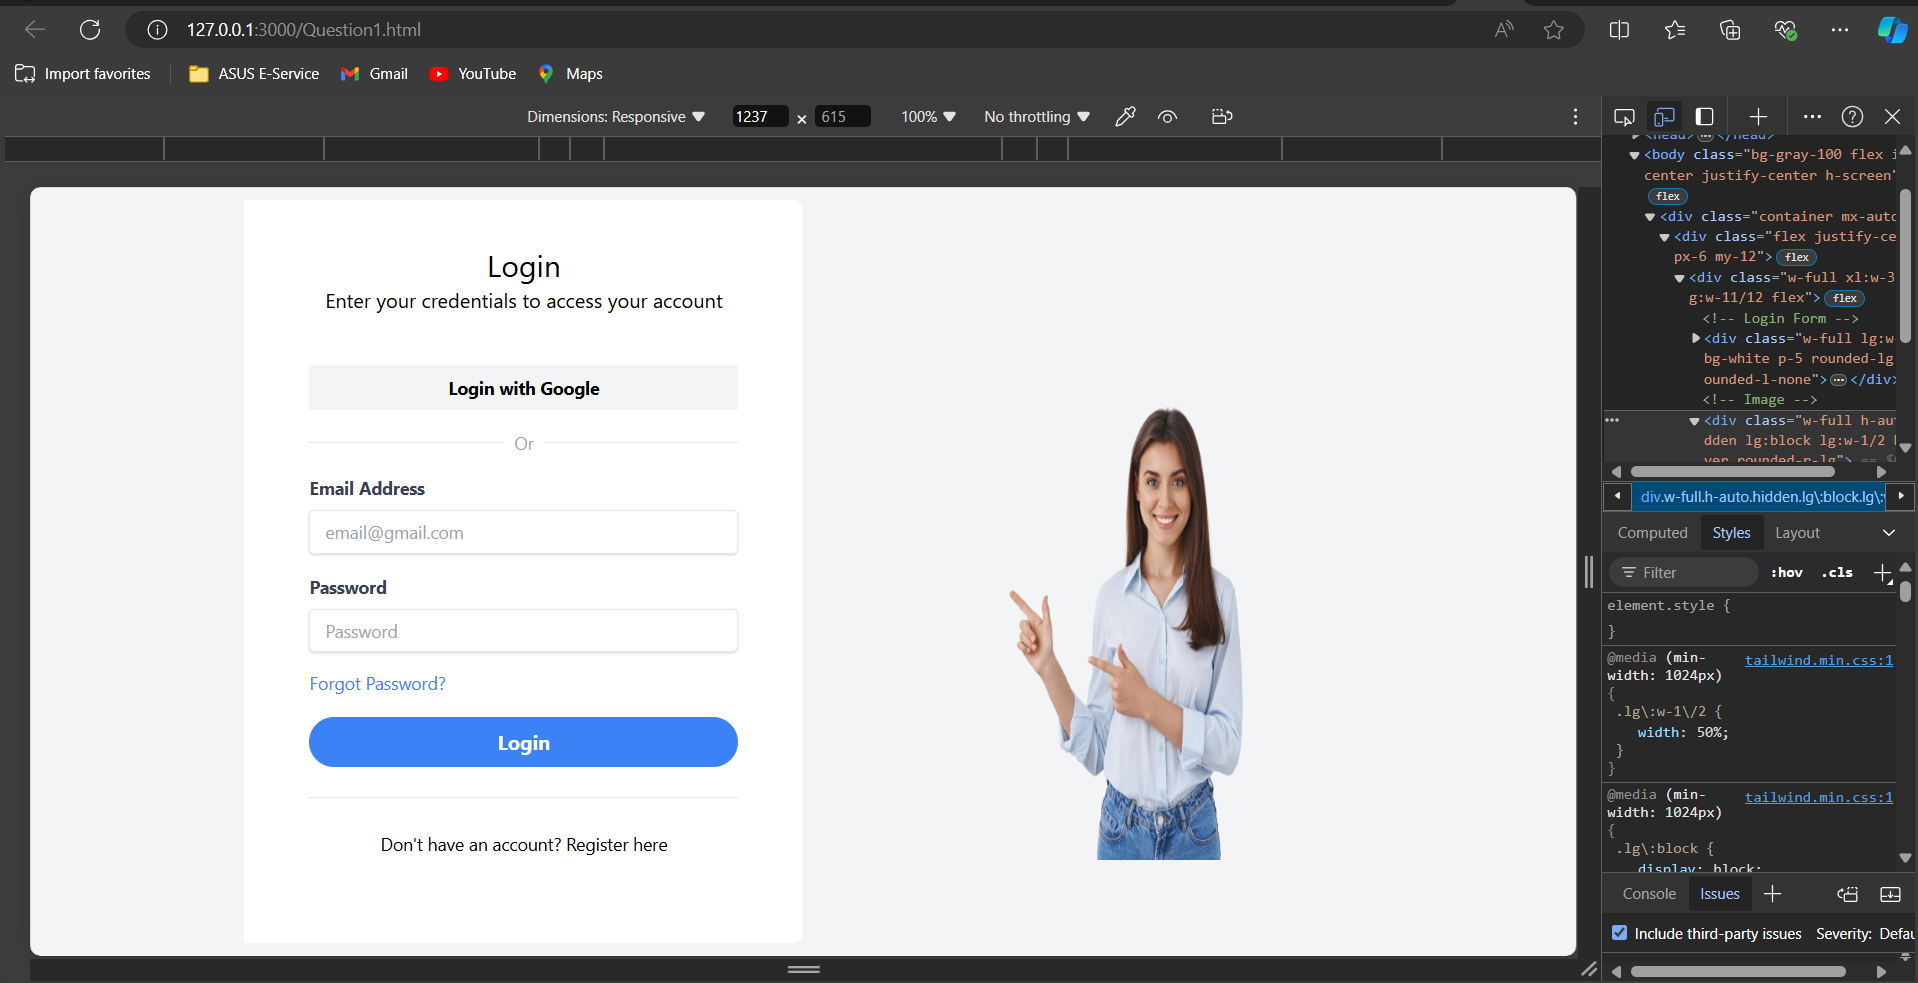 127.0.0.1:3000/Question1.html
Import favorites
ASUS E-Service
Gmail
YouTube
Maps
Dimensions: Responsive
1237
×
615
100%
No throttling
Login
Enter your credentials to access your account
Login with Google
Or
Email Address
email@gmail.com
Password
Password
Forgot Password?
Login
Don't have an account? Register here
<body class="bg-gray-100 flex i
center justify-center h-screen"
flex
<div class="container mx-auto
<div class="flex justify-ce
px-6 my-12"> flex
<div class="w-full xl:w-3
g:w-11/12 flex"> flex
<!-- Login Form -->
<div class="w-full lg:w-
bg-white p-5 rounded-lg
ounded-l-none"> ⋯ </div>
<!-- Image -->
<div class="w-full h-au
dden lg:block lg:w-1/2
ver rounded-r-lg"> ==
div.w-full.h-auto.hidden.lg\:block.lg\:
Computed
Styles
Layout
Filter
:hov
.cls
element.style {
}
@media (min-
width: 1024px)
tailwind.min.css:1
{
.lg\:w-1\/2 {
width: 50%;
}
}
@media (min-
width: 1024px)
tailwind.min.css:1
{
.lg\:block {
display: block;
Console
Issues
Include third-party issues
Severity: Defau